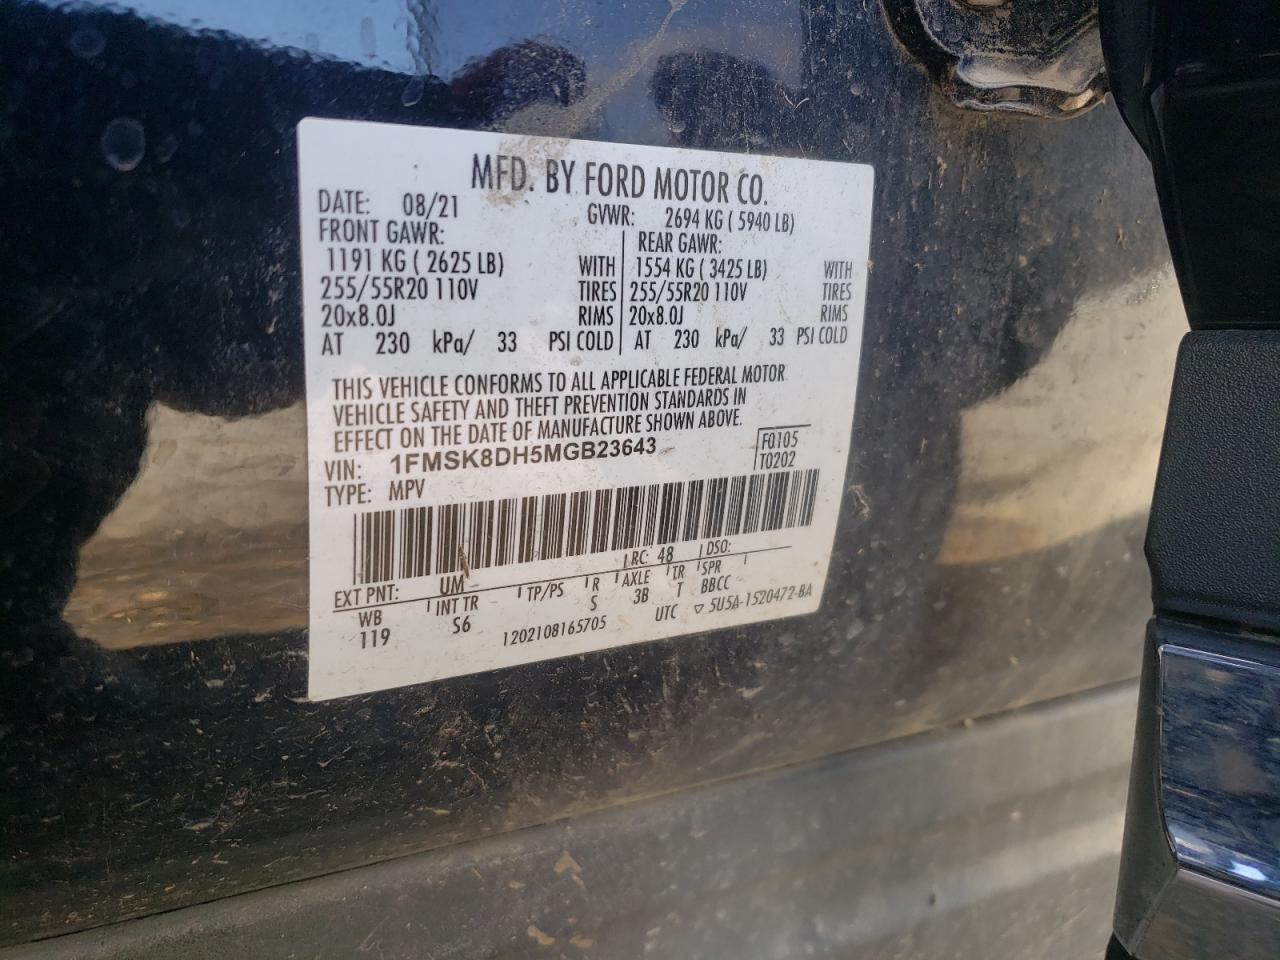 MFD. BY FORD MOTOR CO.
DATE: 08/21 GVWR: 2694 KG ( 5940 LB)
FRONT GAWR: REAR GAWR:
1191 KG ( 2625 LB) WITH 1554 KG ( 3425 LB) WITH
255/55R20 110V TIRES 255/55R20 110V TIRES
20x8.0J RIMS 20x8.0J RIMS
AT 230 kPa/ 33 PSI COLD AT 230 kPa/ 33 PSI COLD
THIS VEHICLE CONFORMS TO ALL APPLICABLE FEDERAL MOTOR
VEHICLE SAFETY AND THEFT PREVENTION STANDARDS IN
EFFECT ON THE DATE OF MANUFACTURE SHOWN ABOVE.
VIN: 1FMSK8DH5MGB23643 F0105
TYPE: MPV T0202
EXT PNT: UM RC: 48 DSO:
WB INT TR TP/PS R AXLE TR SPR
119 S6 S 3B T BBCC
1202108165705 UTC ▽ 5U5A-1520472-BA